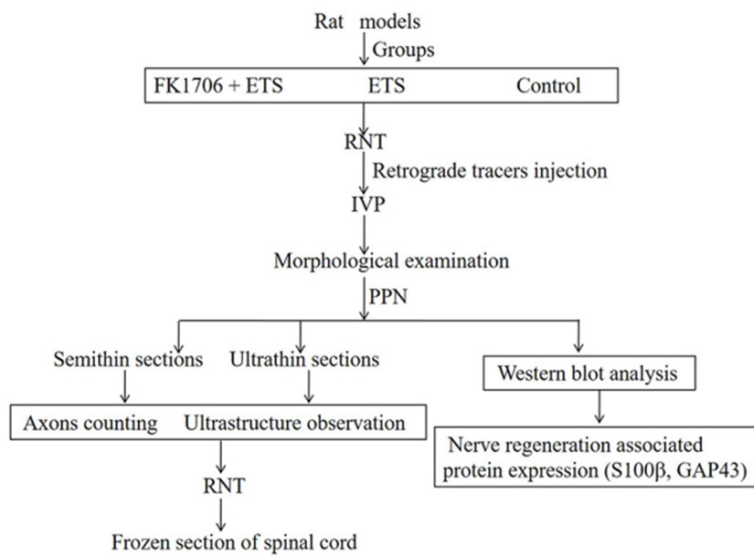 Rat models
Groups
FK1706 + ETS ETS Control
RNT
Retrograde tracers injection
IVP
Morphological examination
PPN
Semithin sections Ultrathin sections
Western blot analysis
Axons counting Ultrastructure observation
Nerve regeneration associated
protein expression (S100β, GAP43)
RNT
Frozen section of spinal cord